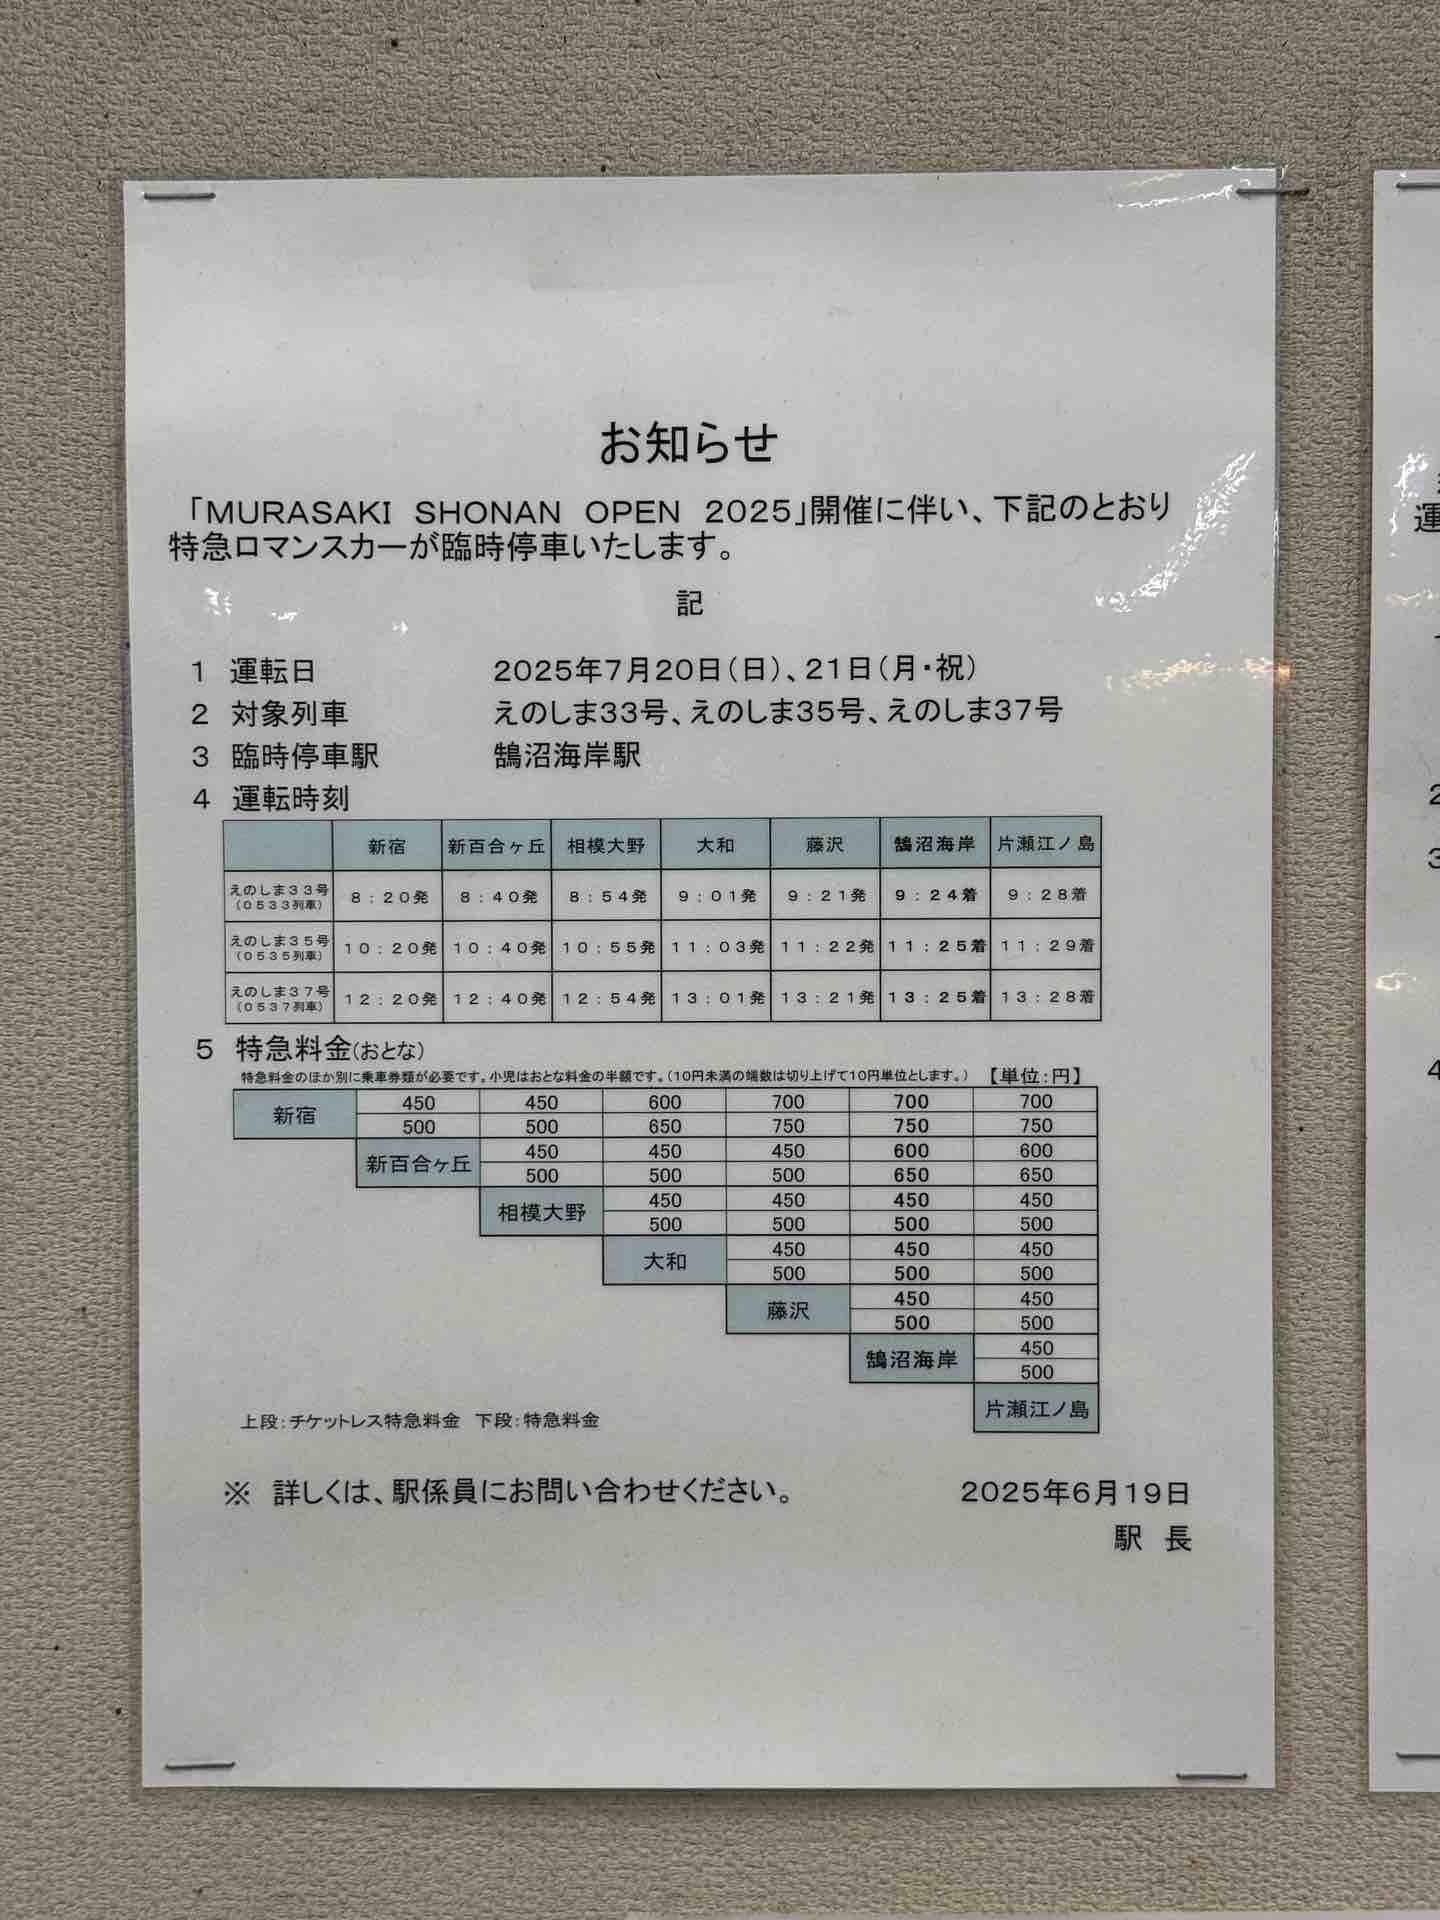 お知らせ
「MURASAKI SHONAN OPEN 2025」開催に伴い、下記のとおり
特急ロマンスカーが臨時停車いたします。
記
1 運転日 2025年7月20日(日)、21日(月・祝)
2 対象列車 えのしま33号、えのしま35号、えのしま37号
3 臨時停車駅 鵠沼海岸駅
4 運転時刻
新宿 新百合ヶ丘 相模大野 大和 藤沢 鵠沼海岸 片瀬江ノ島
えのしま33号
(0533列車)
8:20発 8:40発 8:54発 9:01発 9:21発 9:24着 9:28着
えのしま35号
(0535列車)
10:20発 10:40発 10:55発 11:03発 11:22発 11:25着 11:29着
えのしま37号
(0537列車)
12:20発 12:40発 12:54発 13:01発 13:21発 13:25着 13:28着
5 特急料金(おとな)
特急料金のほか別に乗車券類が必要です。小児はおとな料金の半額です。(10円未満の端数は切り上げて10円単位とします。) 【単位:円】
新宿
450 450 600 700 700 700
500 500 650 750 750 750
新百合ヶ丘
450 450 450 600 600
500 500 500 650 650
相模大野
450 450 450 450
500 500 500 500
大和
450 450 450
500 500 500
藤沢
450 450
500 500
鵠沼海岸
450
500
片瀬江ノ島
上段:チケットレス特急料金 下段:特急料金
※ 詳しくは、駅係員にお問い合わせください。 2025年6月19日
駅 長
運
1
2
3
4